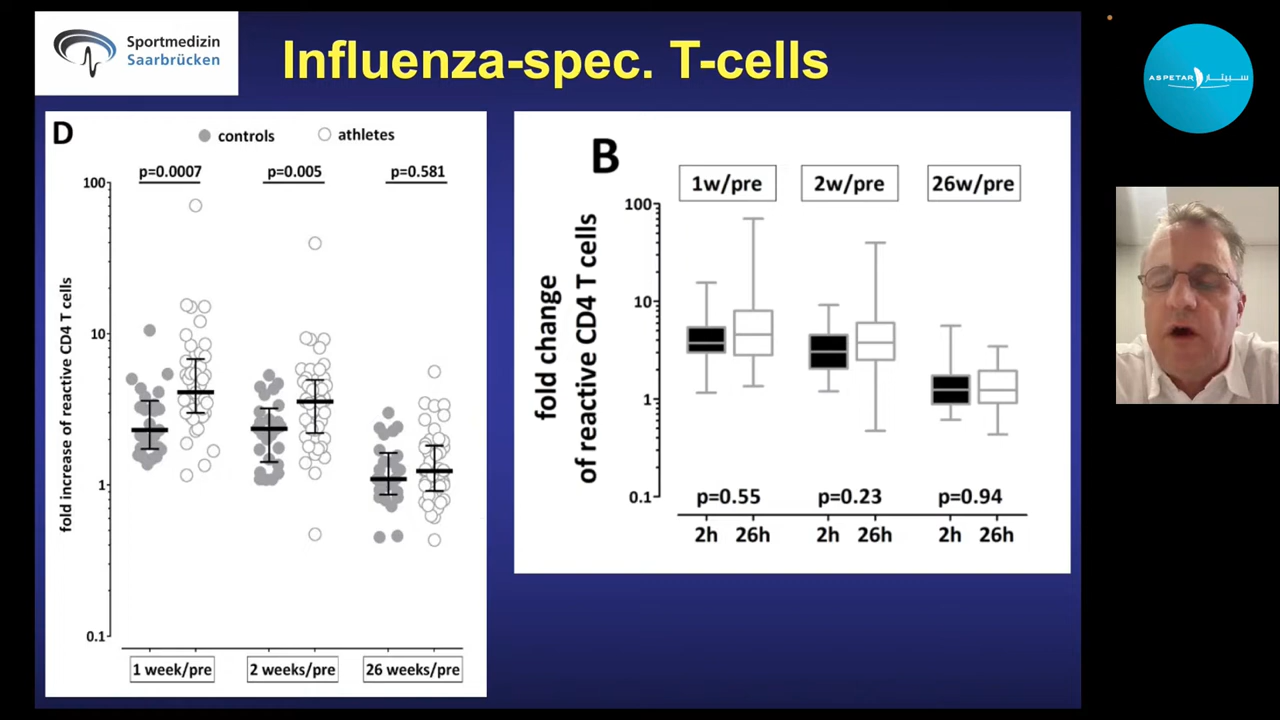 Sportmedizin
Saarbrücken
Influenza-spec. T-cells
ASPETAR سبيتار
D
controls
athletes
p=0.0007
p=0.005
p=0.581
100
10
1
0.1
fold increase of reactive CD4 T cells
1 week/pre
2 weeks/pre
26 weeks/pre
B
1w/pre
2w/pre
26w/pre
100
10
1
0.1
fold change
of reactive CD4 T cells
p=0.55
p=0.23
p=0.94
2h
26h
2h
26h
2h
26h